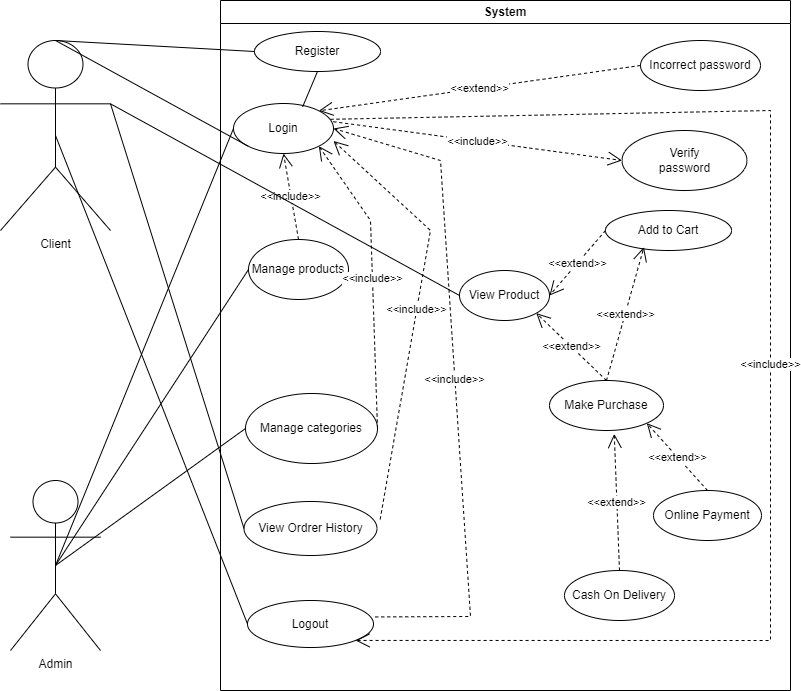 System
Register
Incorrect password
<<extend>>
Login
<<include>>
Verify
password
<<include>>
Add to Cart
Client
<<extend>>
Manage products
<<include>>
View Product
<<include>>
<<extend>>
<<extend>>
<<include>>
<<include>>
Make Purchase
Manage categories
<<extend>>
<<extend>>
Online Payment
View Ordrer History
Cash On Delivery
Logout
Admin